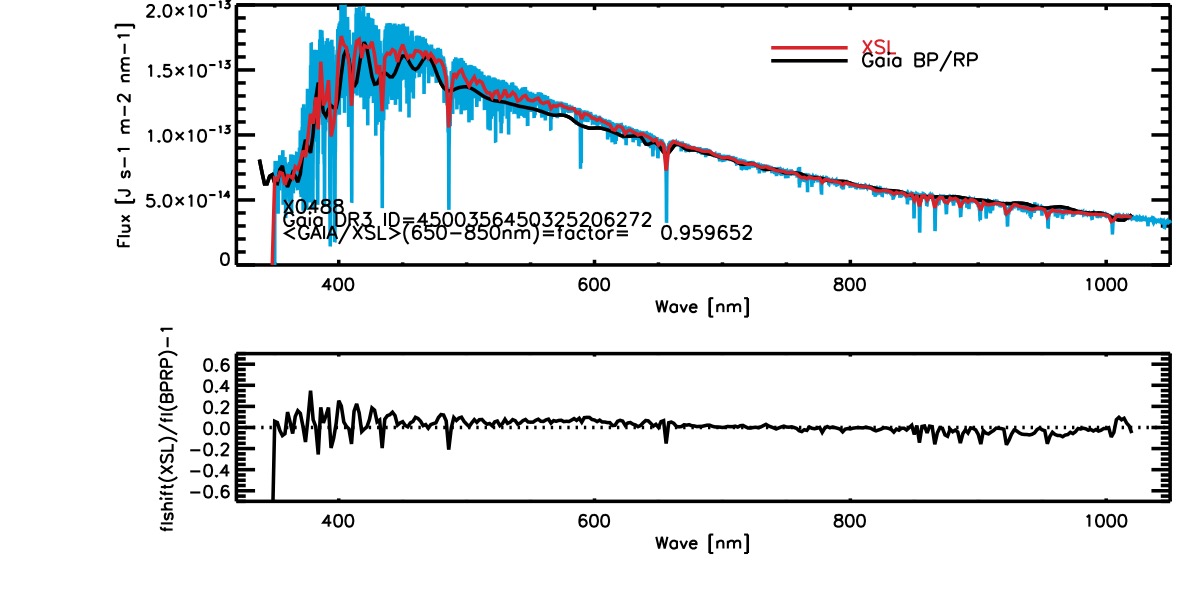 2.0×10−13
1.5×10−13
1.0×10−13
5.0×10−14
0
Flux [J s−1 m−2 nm−1]
XSL
Gaia BP/RP
X0488
Gaia DR3 ID=4500356450325206272
<GAIA/XSL>(650−850nm)=factor= 0.959652
400 600 800 1000
Wave [nm]
0.6
0.4
0.2
0.0
−0.2
−0.4
−0.6
flshift(XSL)/fl(BPRP)−1
400 600 800 1000
Wave [nm]